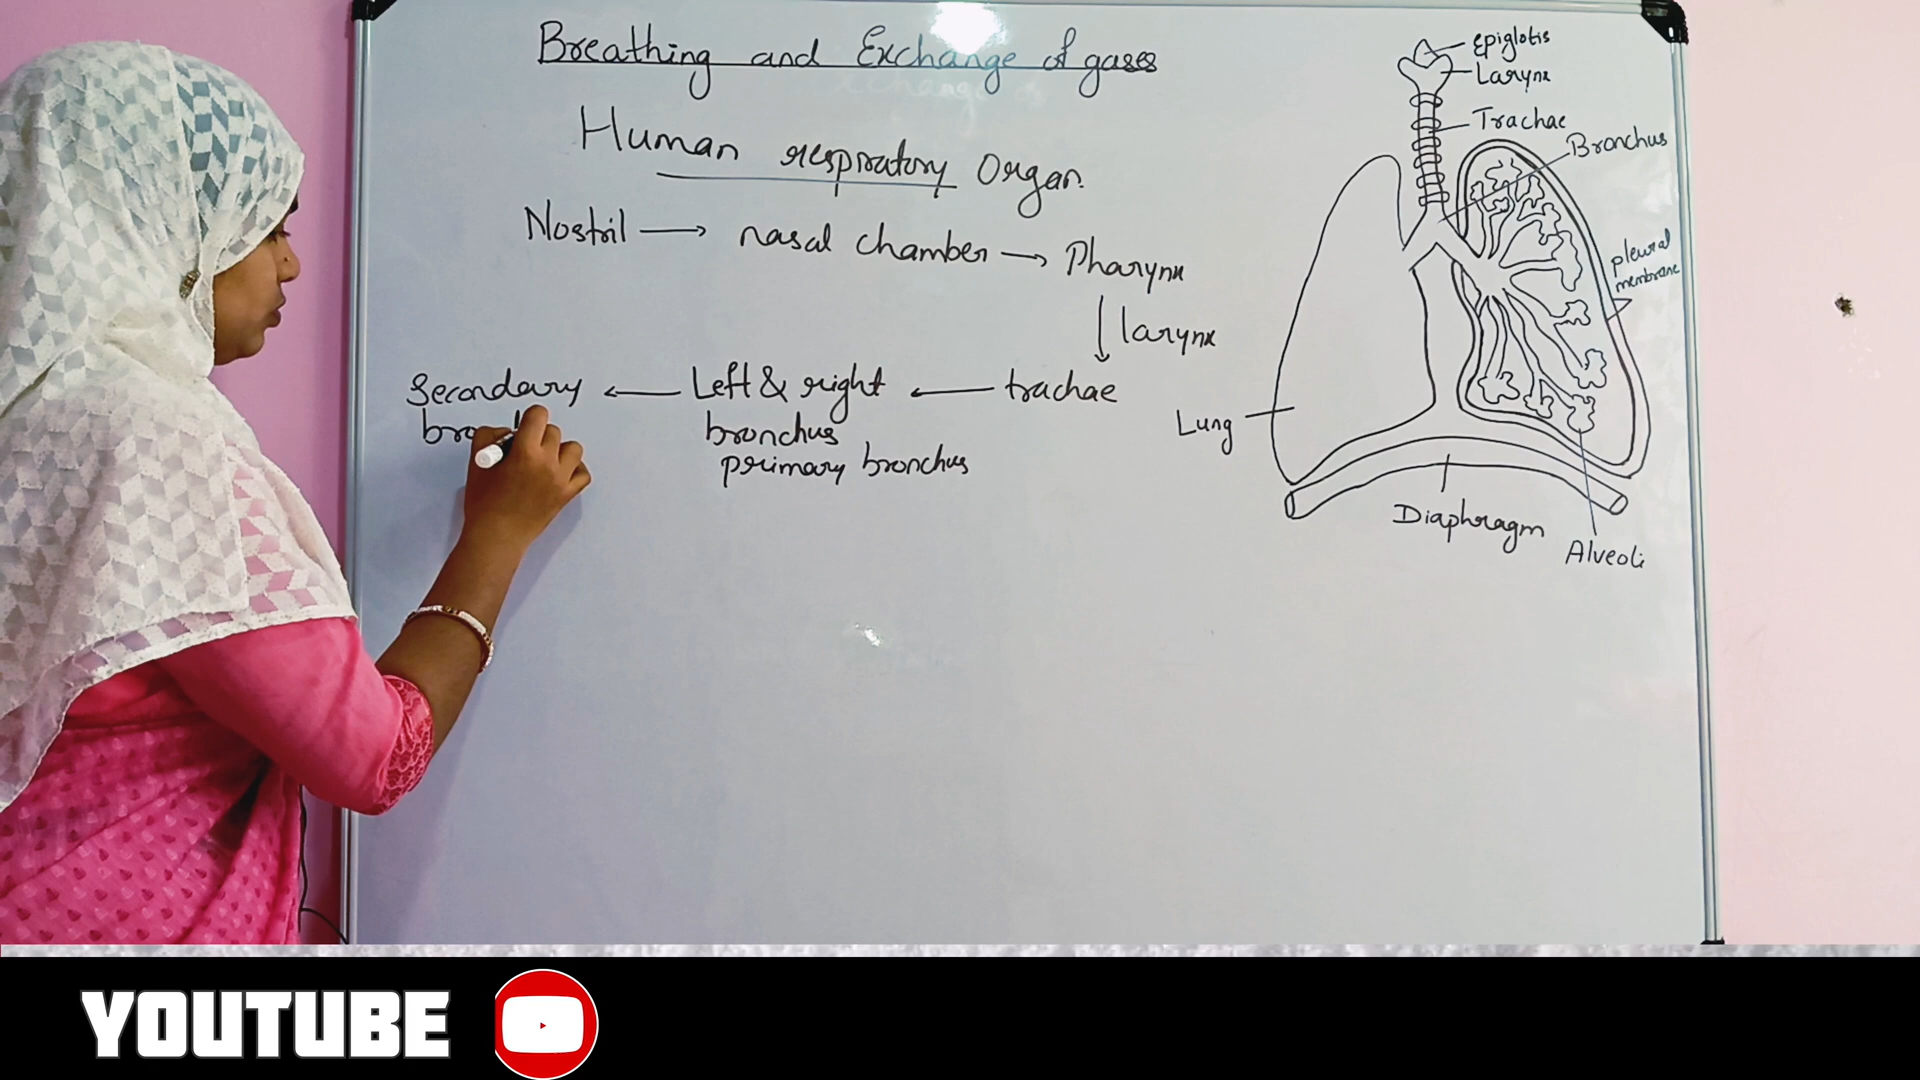 Breathing and Exchange of gases
Human respiratory Organ.
Nostril → nasal chamber → Pharynx
↓ larynx
Secondary ← Left & right ← trachae
bronchus
primary bronchus
Epiglotis
Larynx
Trachae
Bronchus
pleural
membrane
Lung
Diaphragm
Alveoli
YOUTUBE